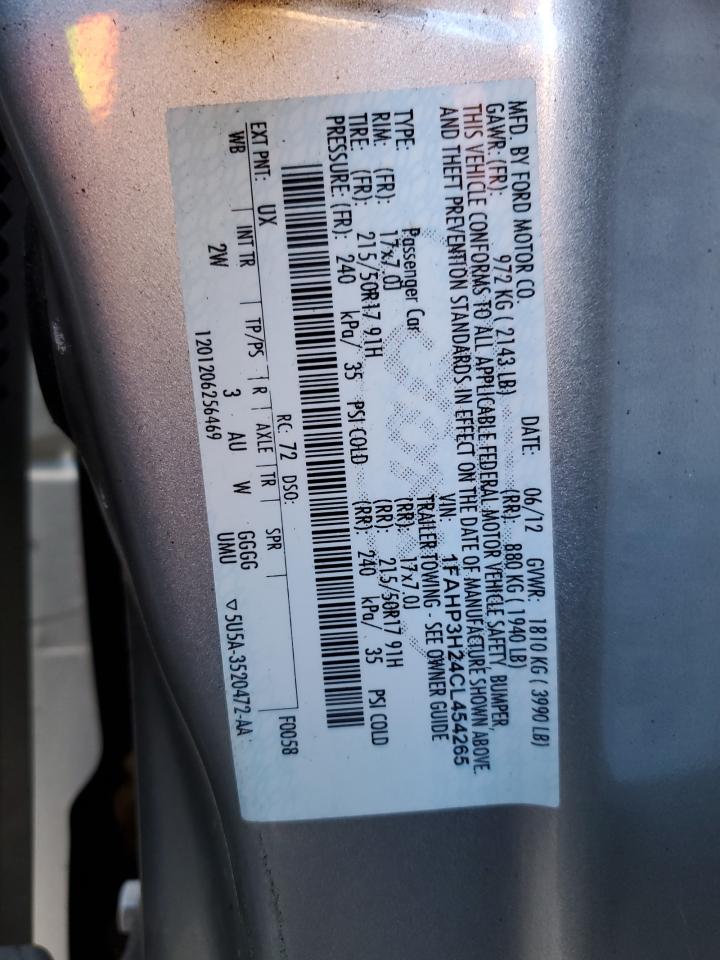 MFD. BY FORD MOTOR CO. DATE: 06/12 GVWR: 1810 KG ( 3990 LB)
GAWR: (FR): 972 KG ( 2143 LB) (RR): 880 KG ( 1940 LB)
THIS VEHICLE CONFORMS TO ALL APPLICABLE FEDERAL MOTOR VEHICLE SAFETY, BUMPER,
AND THEFT PREVENTION STANDARDS IN EFFECT ON THE DATE OF MANUFACTURE SHOWN ABOVE.
VIN: 1FAHP3H24CL454265
TYPE: Passenger Car TRAILER TOWING - SEE OWNER GUIDE
RIM: (FR): 17x7.0J (RR): 17x7.0J
TIRE: (FR): 215/50R17 91H (RR): 215/50R17 91H
PRESSURE: (FR): 240 kPa/ 35 PSI COLD (RR): 240 kPa/ 35 PSI COLD
RC: 72 DSO: F0058
EXT PNT: UX
WB INT TR TP/PS R AXLE TR SPR
2W 3 AU W GGGG
UMU
1201206256469 ▽5U5A-3520472-AA